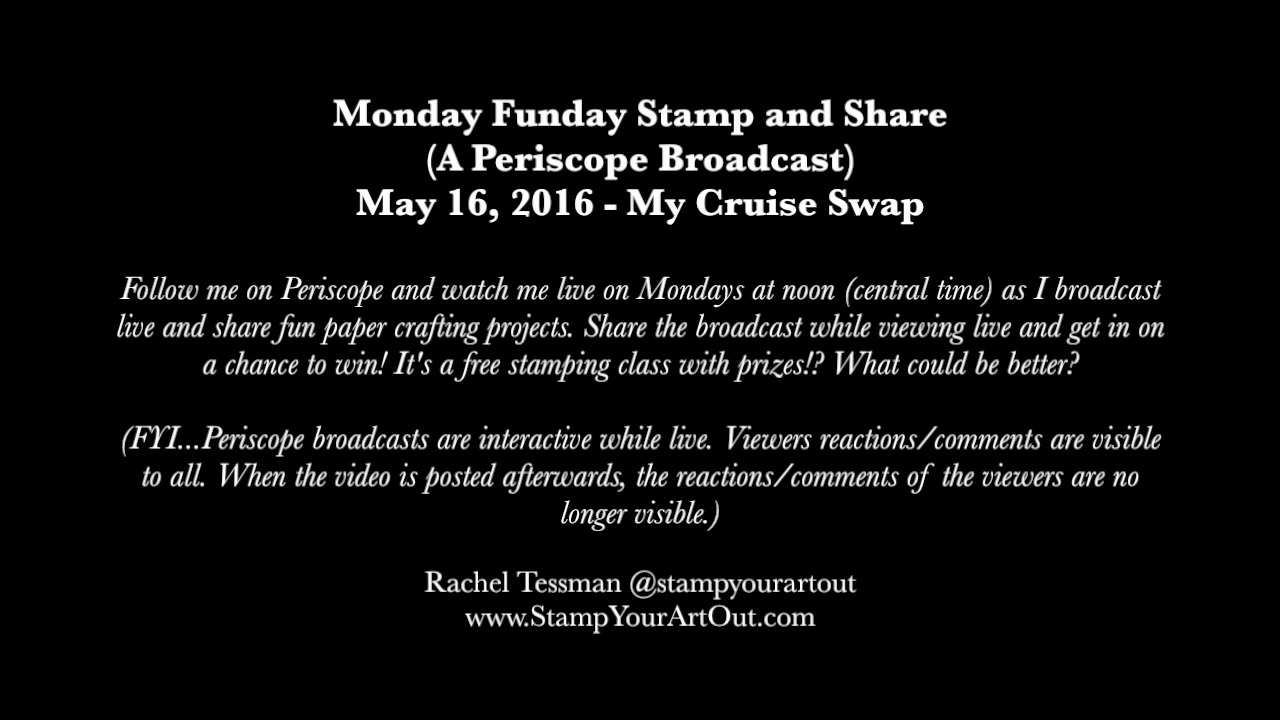 Monday Funday Stamp and Share
(A Periscope Broadcast)
May 16, 2016 - My Cruise Swap
Follow me on Periscope and watch me live on Mondays at noon (central time) as I broadcast
live and share fun paper crafting projects. Share the broadcast while viewing live and get in on
a chance to win! It's a free stamping class with prizes!? What could be better?
(FYI...Periscope broadcasts are interactive while live. Viewers reactions/comments are visible
to all. When the video is posted afterwards, the reactions/comments of the viewers are no
longer visible.)
Rachel Tessman @stampyourartout
www.StampYourArtOut.com